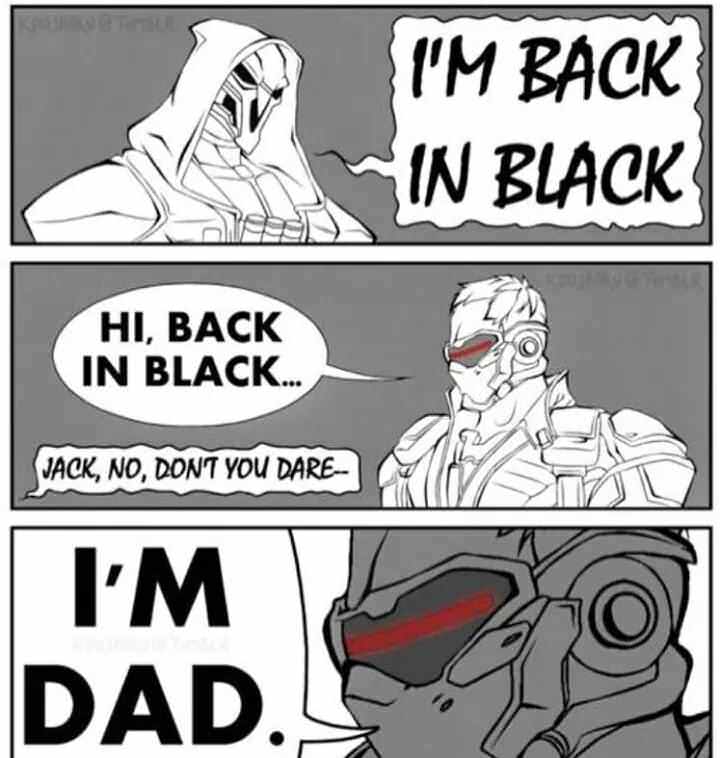 I'M BACK
IN BLACK
HI, BACK
IN BLACK...
JACK, NO, DON'T YOU DARE--
I'M
DAD.